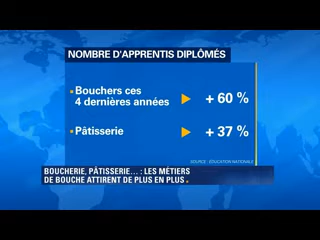 NOMBRE D'APPRENTIS DIPLÔMÉS
Bouchers ces
4 dernières années
+ 60 %
Pâtisserie
+ 37 %
SOURCE : ÉDUCATION NATIONALE
BOUCHERIE, PÂTISSERIE... : LES MÉTIERS
DE BOUCHE ATTIRENT DE PLUS EN PLUS